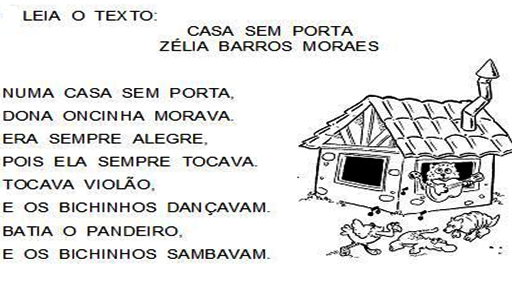 LEIA O TEXTO:
CASA SEM PORTA
ZÉLIA BARROS MORAES
NUMA CASA SEM PORTA,
DONA ONCINHA MORAVA.
ERA SEMPRE ALEGRE,
POIS ELA SEMPRE TOCAVA.
TOCAVA VIOLÃO,
E OS BICHINHOS DANÇAVAM.
BATIA O PANDEIRO,
E OS BICHINHOS SAMBAVAM.